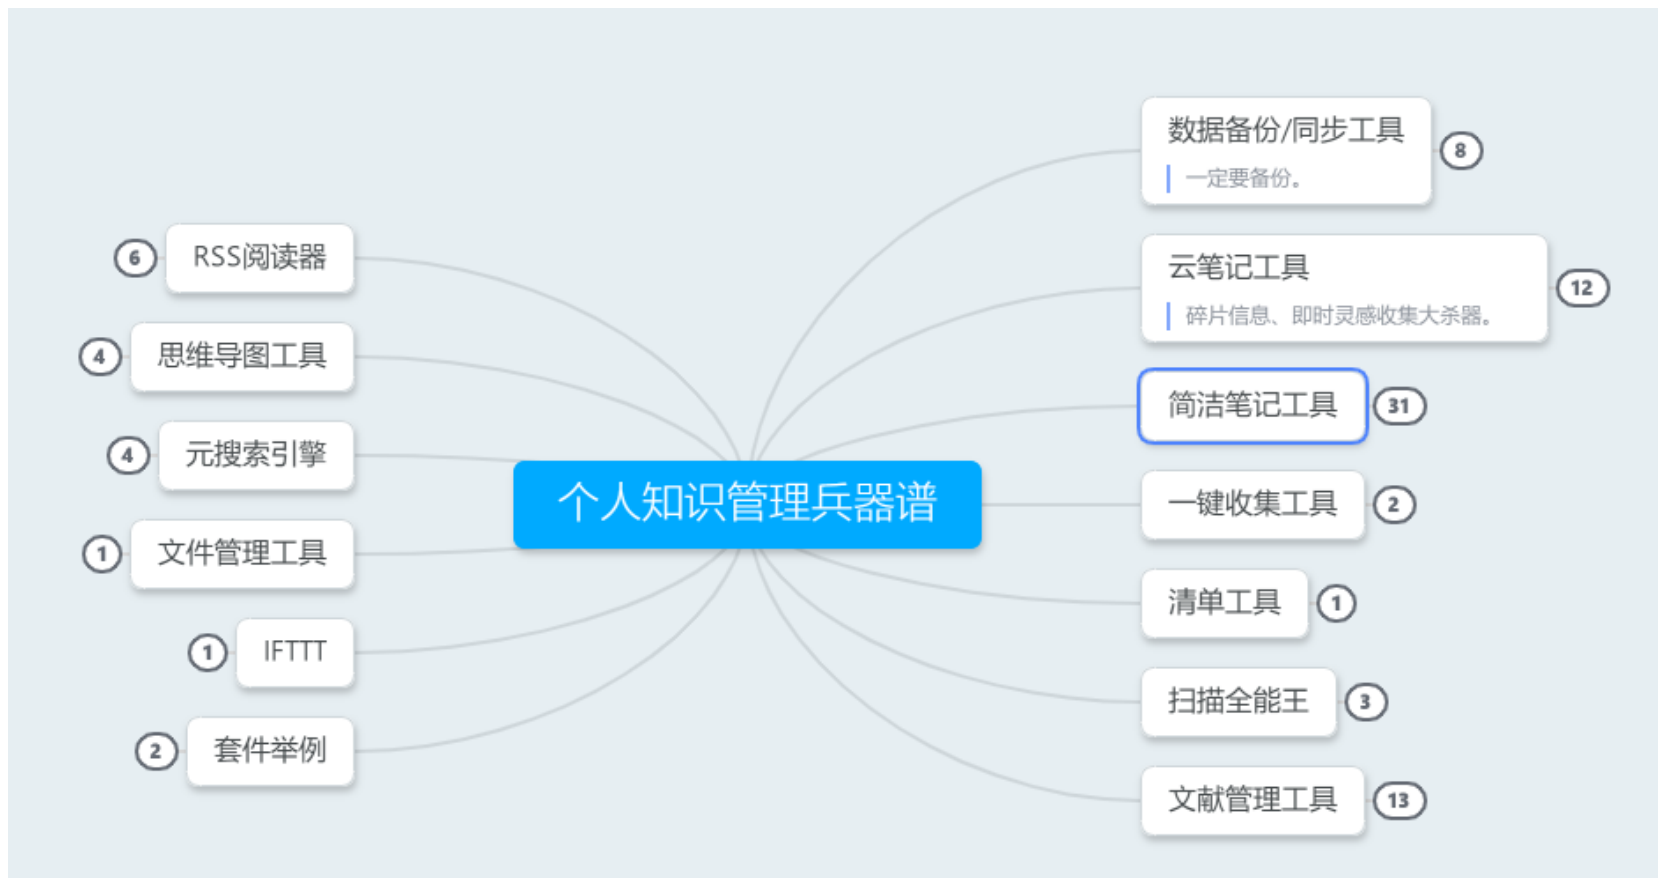 个人知识管理兵器谱
数据备份/同步工具
8
一定要备份。
云笔记工具
12
碎片信息、即时灵感收集大杀器。
简洁笔记工具
31
一键收集工具
2
清单工具
1
扫描全能王
3
文献管理工具
13
6
RSS阅读器
4
思维导图工具
4
元搜索引擎
1
文件管理工具
1
IFTTT
2
套件举例